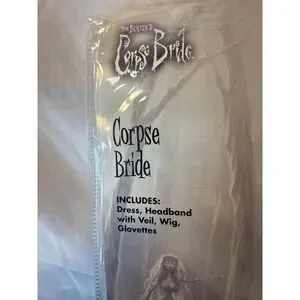 TIM BURTON'S
Corpse Bride
Corpse
Bride
INCLUDES:
Dress, Headband
with Veil, Wig,
Glovettes